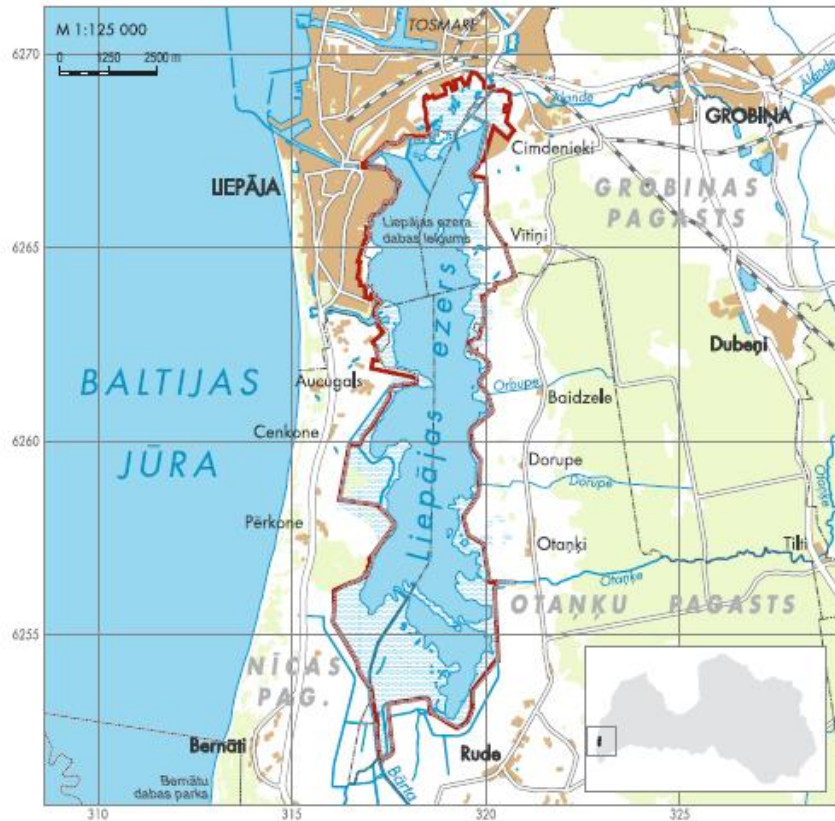 M 1:125 000
0 1250 2500 m
TOSMARE
6270
Ālande
Ālande
GROBIŅA
Cimdenieki
LIEPĀJA
GROBIŅAS
PAGASTS
Liepājas ezera
dabas liegums
Vītiņi
6265
Liepājas ezers
Dubeņi
BALTIJAS
JŪRA
Aucugals
Baidzele
Cenkone
6260
Dorupe
Dorupe
Otaņķe
Pērkone
Otaņķi
Tilti
Otaņķe
OTAŅĶU PAGASTS
6255
NĪCAS
PAG.
Bernāti
Rude
Bernātu
dabas parks
Bārta
310
315
320
325